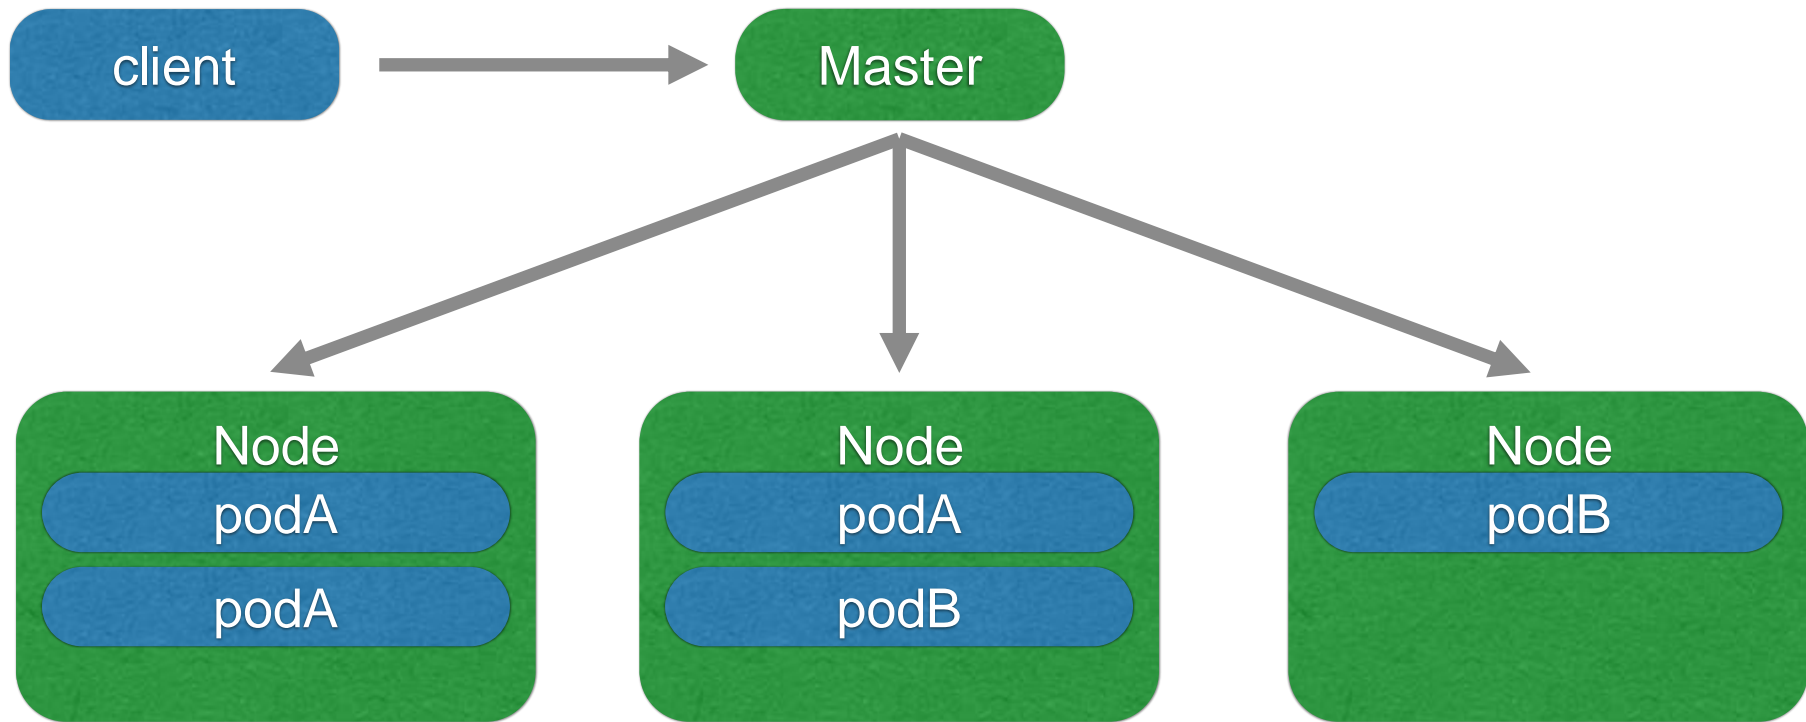 client
Master
Node
podA
podA
Node
podA
podB
Node
podB